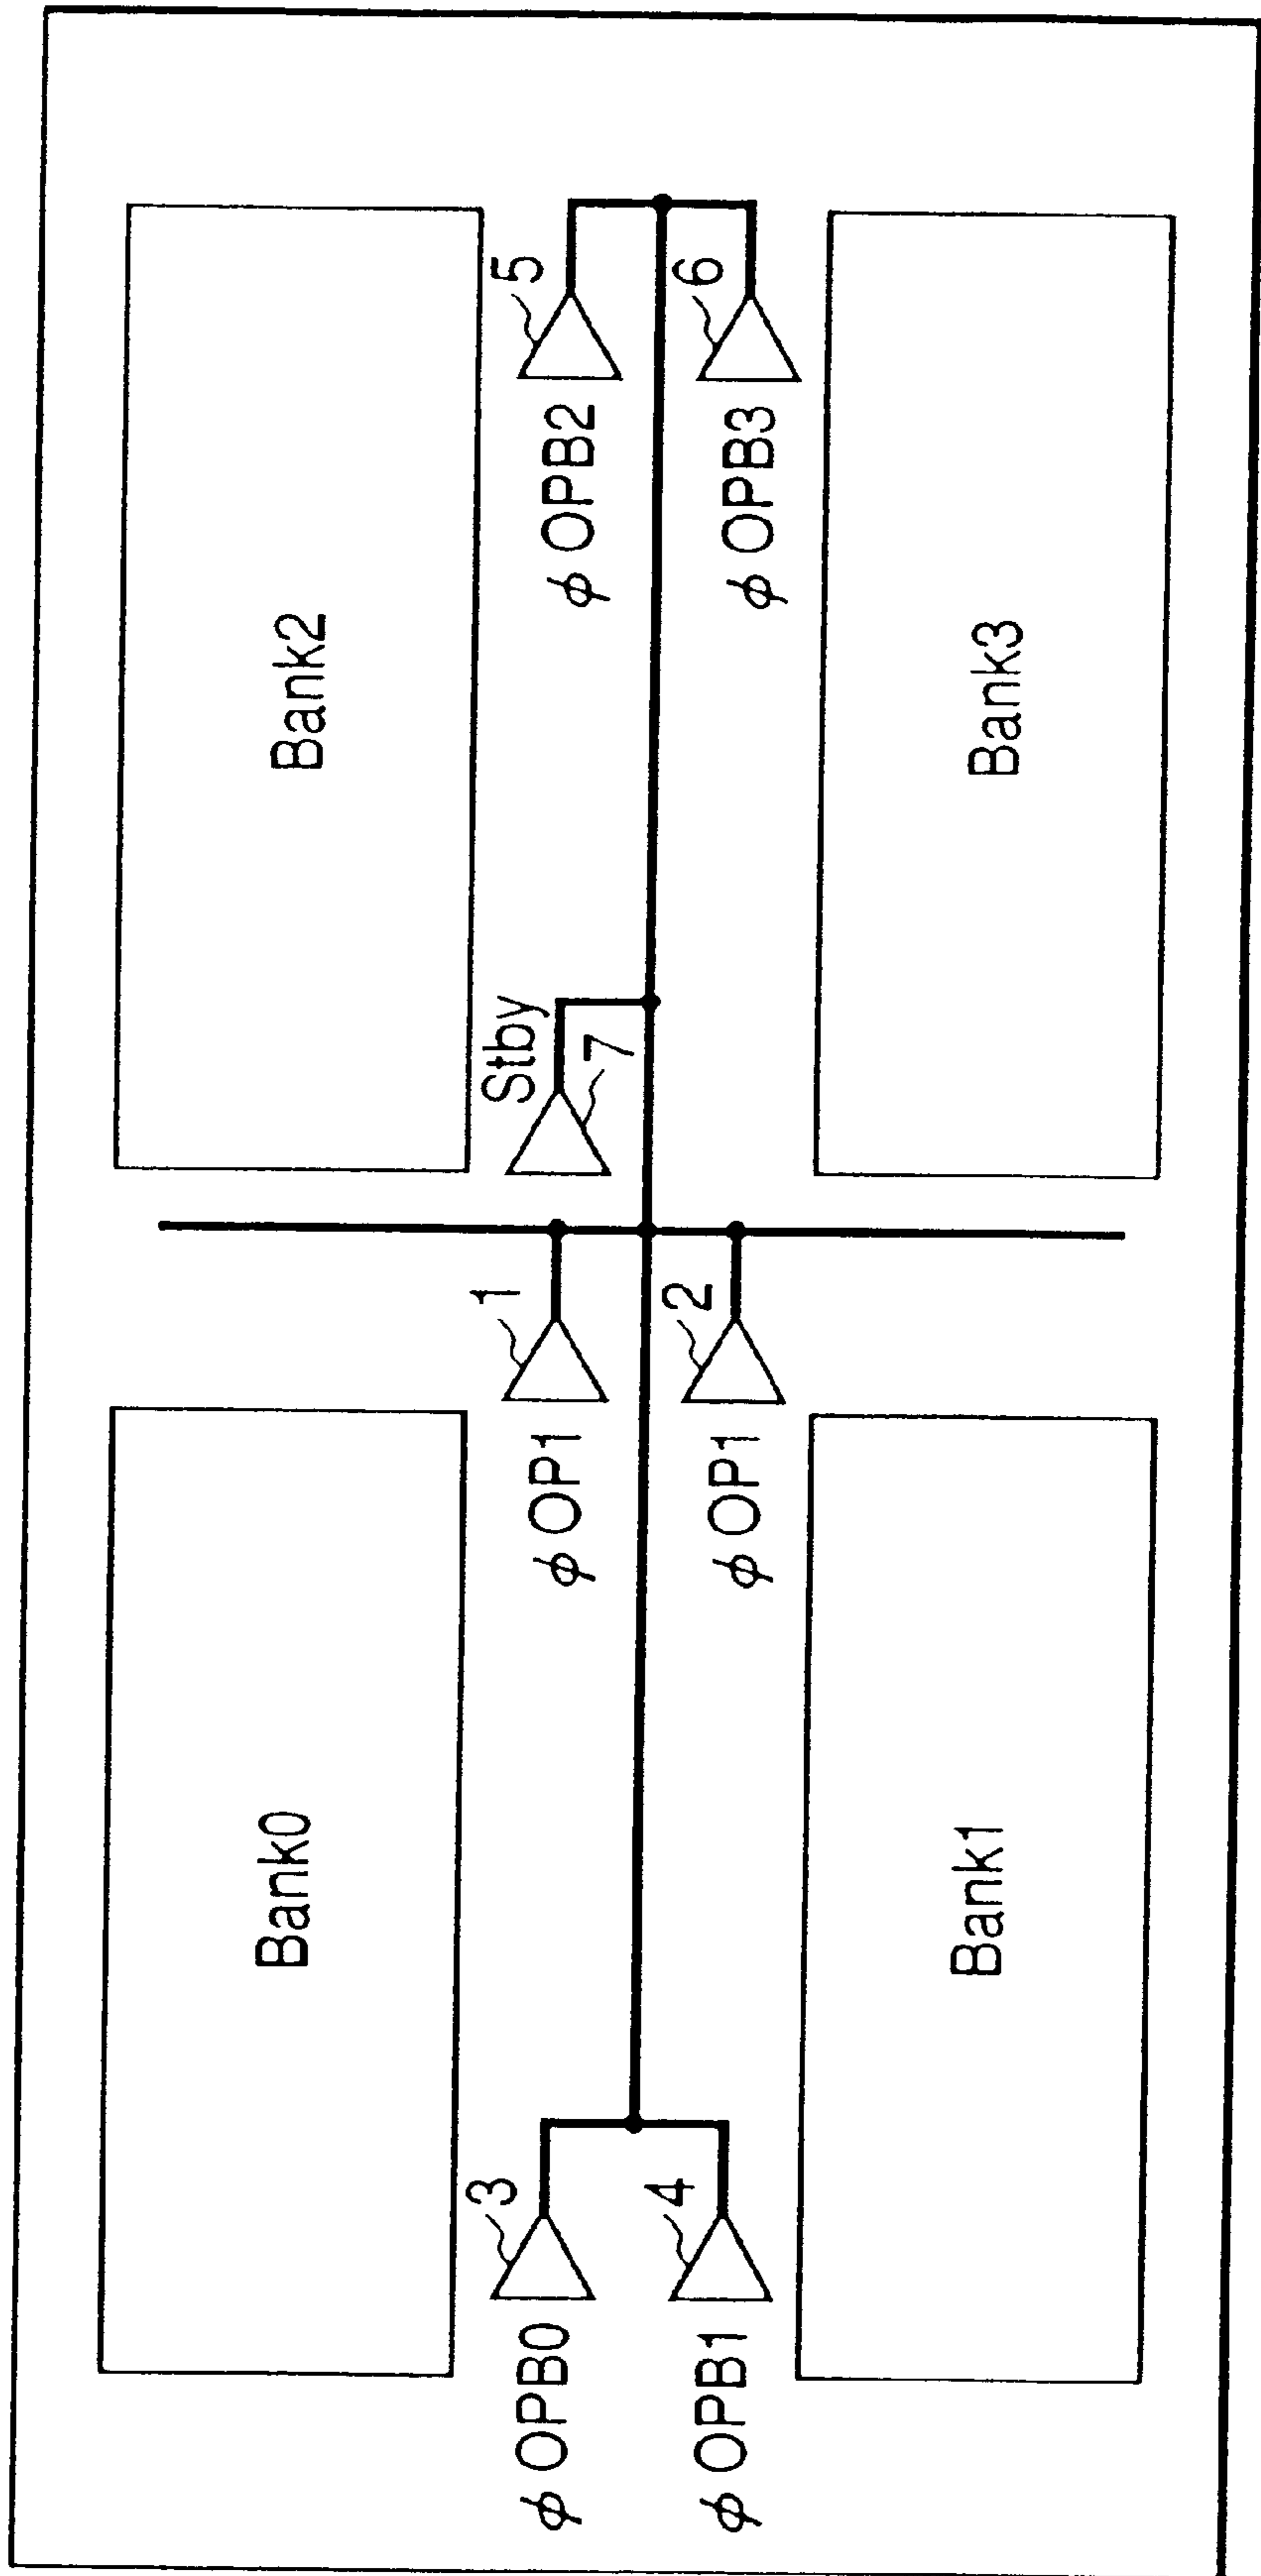 Bank0
Bank2
3
1
Stby
5
φ OPB0
φ OP1
7
φ OPB2
4
2
6
φ OPB1
φ OP1
φ OPB3
Bank1
Bank3